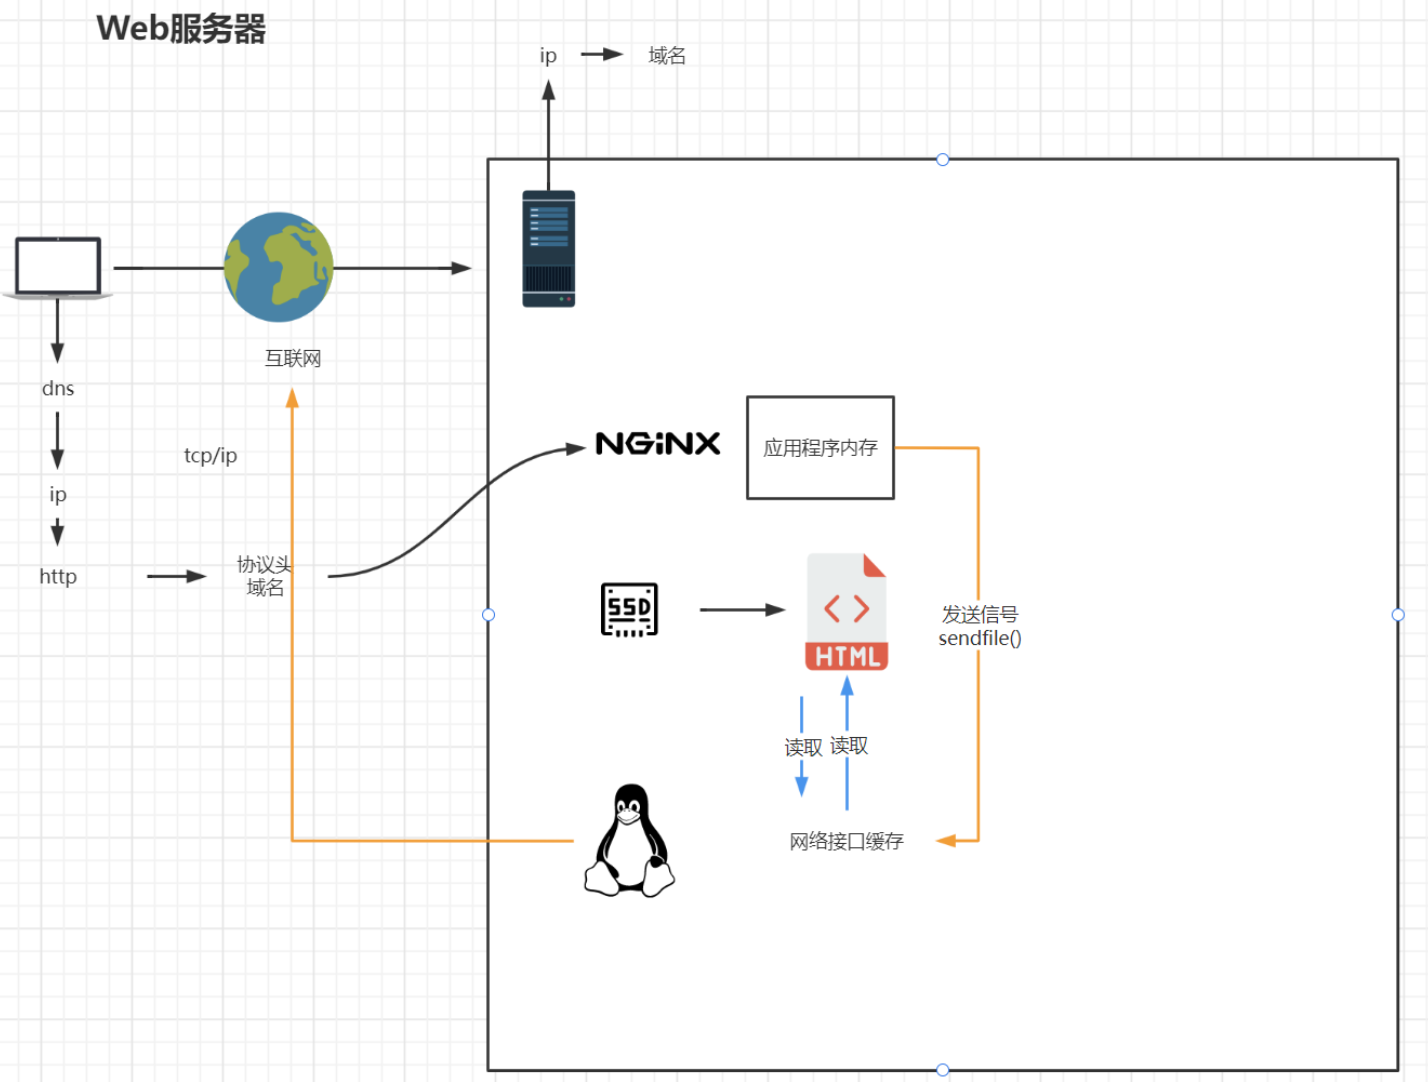 Web服务器
ip
域名
互联网
dns
tcp/ip
NGiNX
应用程序内存
ip
http
协议头
域名
SSD
HTML
发送信号
sendfile()
读取
读取
网络接口缓存